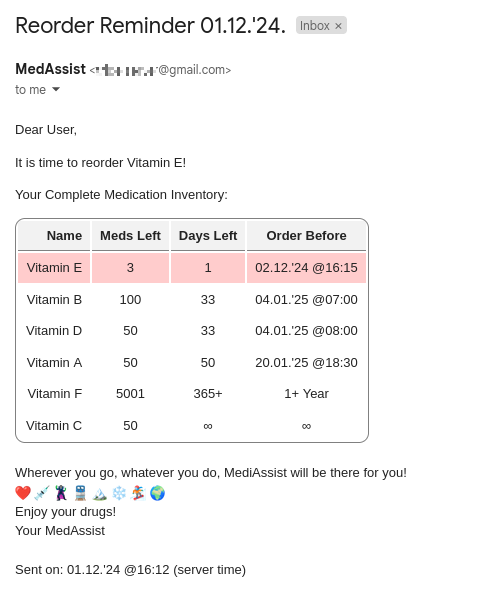 Reorder Reminder 01.12.'24. Inbox ×
MedAssist < @gmail.com>
to me
Dear User,
It is time to reorder Vitamin E!
Your Complete Medication Inventory:
Name Meds Left Days Left Order Before
Vitamin E 3 1 02.12.'24 @16:15
Vitamin B 100 33 04.01.'25 @07:00
Vitamin D 50 33 04.01.'25 @08:00
Vitamin A 50 50 20.01.'25 @18:30
Vitamin F 5001 365+ 1+ Year
Vitamin C 50 ∞ ∞
Wherever you go, whatever you do, MediAssist will be there for you!
Enjoy your drugs!
Your MedAssist
Sent on: 01.12.'24 @16:12 (server time)